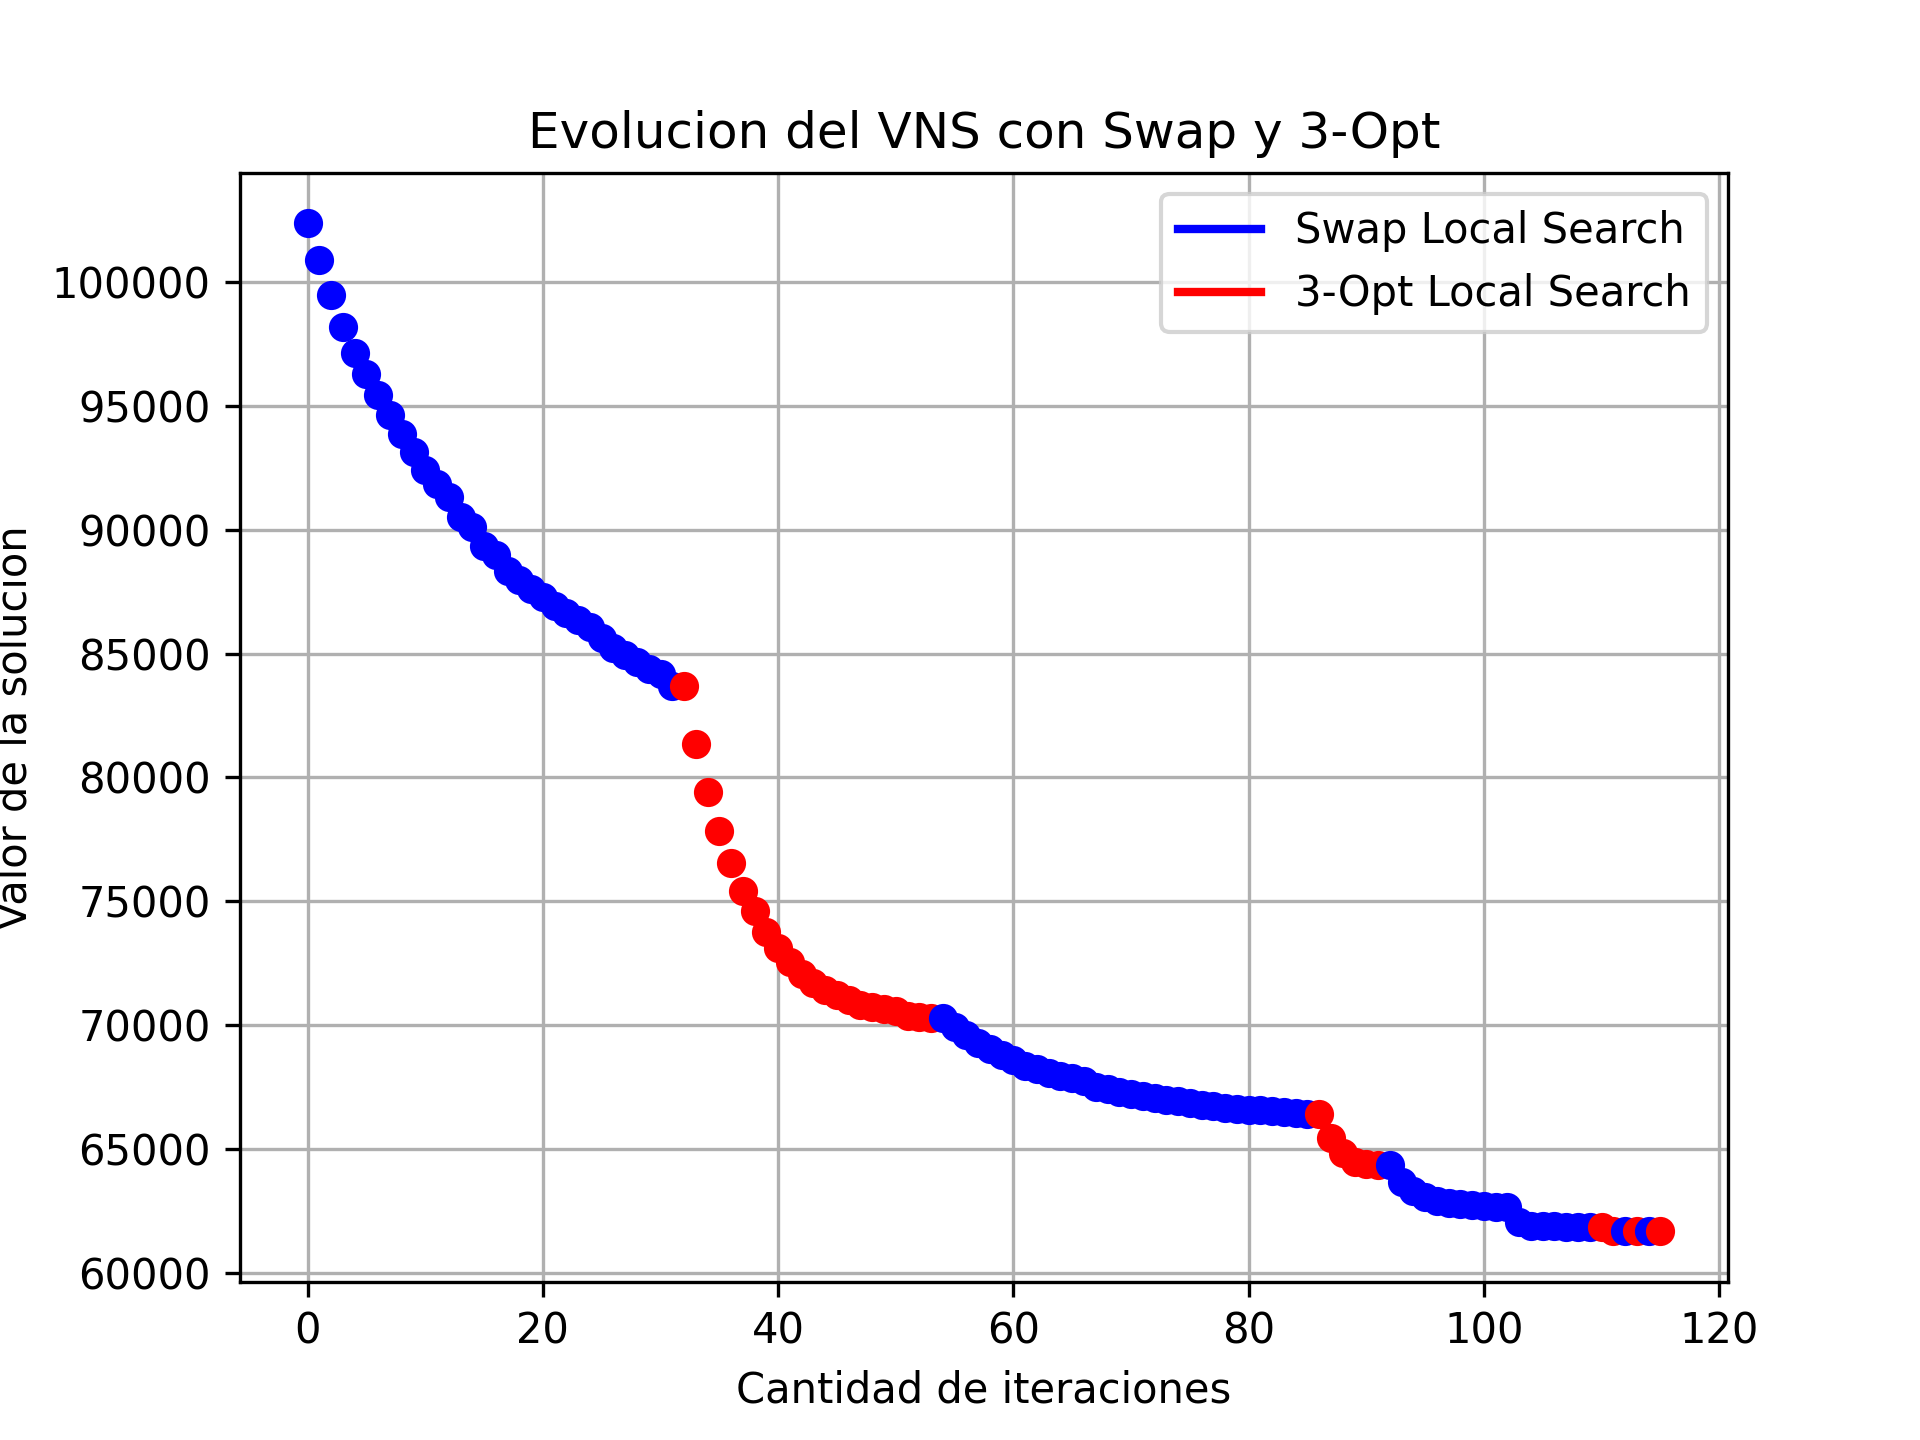 Evolucion del VNS con Swap y 3-Opt
Swap Local Search
3-Opt Local Search
Valor de la solucion
100000
95000
90000
85000
80000
75000
70000
65000
60000
0 20 40 60 80 100 120
Cantidad de iteraciones